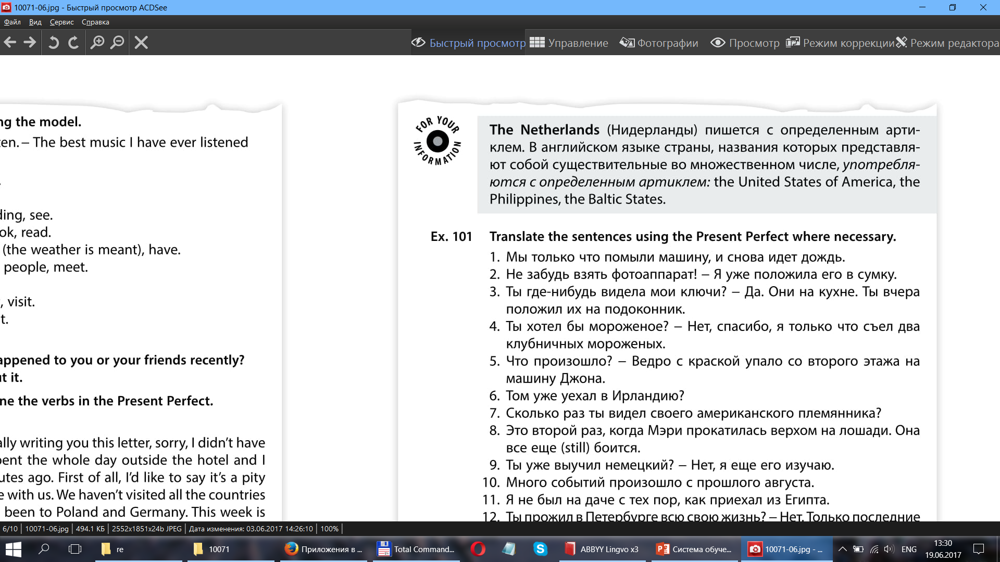 10071-06.jpg - Быстрый просмотр ACDSee
Файл Вид Сервис Справка
Быстрый просмотр Управление Фотографии Просмотр Режим коррекции Режим редактора
ng the model.
ten. – The best music I have ever listened
.
ding, see.
ok, read.
(the weather is meant), have.
people, meet.
, visit.
t.
appened to you or your friends recently?
ut it.
ne the verbs in the Present Perfect.
ally writing you this letter, sorry, I didn’t have
pent the whole day outside the hotel and I
utes ago. First of all, I’d like to say it’s a pity
e with us. We haven’t visited all the countries
been to Poland and Germany. This week is
FOR YOUR
INFORMATION
The Netherlands (Нидерланды) пишется с определенным арти-
клем. В английском языке страны, названия которых представля-
ют собой существительные во множественном числе, употребля-
ются с определенным артиклем: the United States of America, the
Philippines, the Baltic States.
Ex. 101 Translate the sentences using the Present Perfect where necessary.
1. Мы только что помыли машину, и снова идет дождь.
2. Не забудь взять фотоаппарат! – Я уже положила его в сумку.
3. Ты где-нибудь видела мои ключи? – Да. Они на кухне. Ты вчера
положил их на подоконник.
4. Ты хотел бы мороженое? – Нет, спасибо, я только что съел два
клубничных мороженых.
5. Что произошло? – Ведро с краской упало со второго этажа на
машину Джона.
6. Том уже уехал в Ирландию?
7. Сколько раз ты видел своего американского племянника?
8. Это второй раз, когда Мэри прокатилась верхом на лошади. Она
все еще (still) боится.
9. Ты уже выучил немецкий? – Нет, я еще его изучаю.
10. Много событий произошло с прошлого августа.
11. Я не был на даче с тех пор, как приехал из Египта.
12. Ты прожил в Петербурге всю свою жизнь? – Нет. Только последние
6/10 10071-06.jpg 494.1 КБ 2552x1851x24b JPEG Дата изменения: 03.06.2017 14:26:10 100%
re 10071 Приложения в ... Total Command... ABBYY Lingvo x3 Система обуче... 10071-06.jpg - ... ENG 13:30
19.06.2017